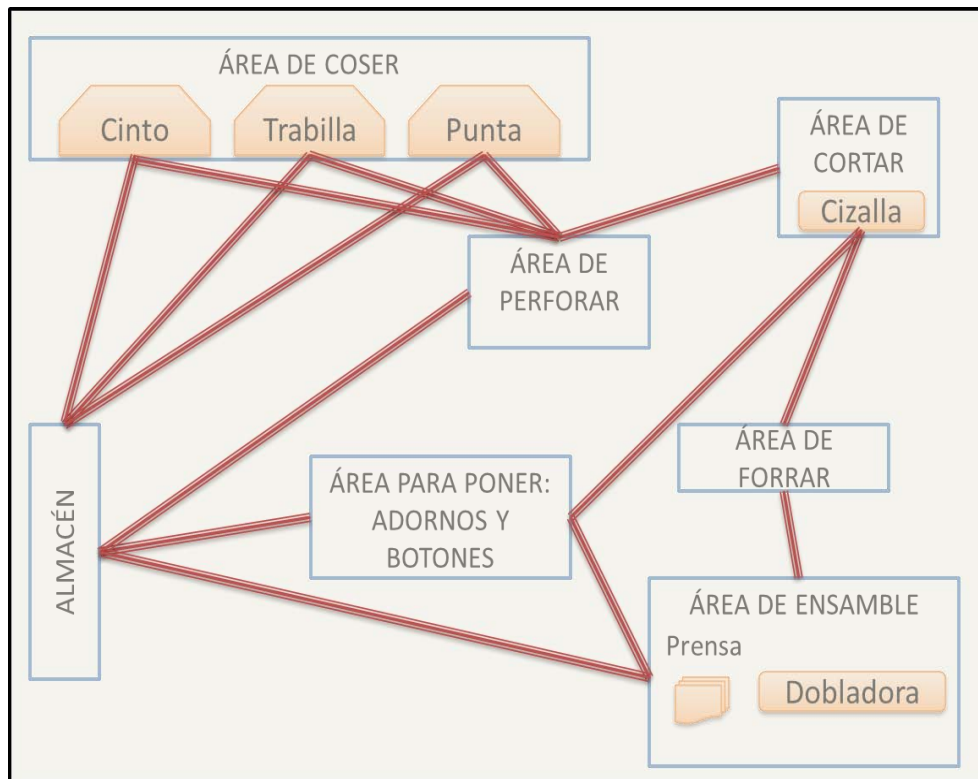 ÁREA DE COSER
Cinto
Trabilla
Punta
ÁREA DE
CORTAR
Cizalla
ÁREA DE
PERFORAR
ÁREA DE
FORRAR
ÁREA PARA PONER:
ADORNOS Y
BOTONES
ALMACÉN
ÁREA DE ENSAMBLE
Prensa
Dobladora